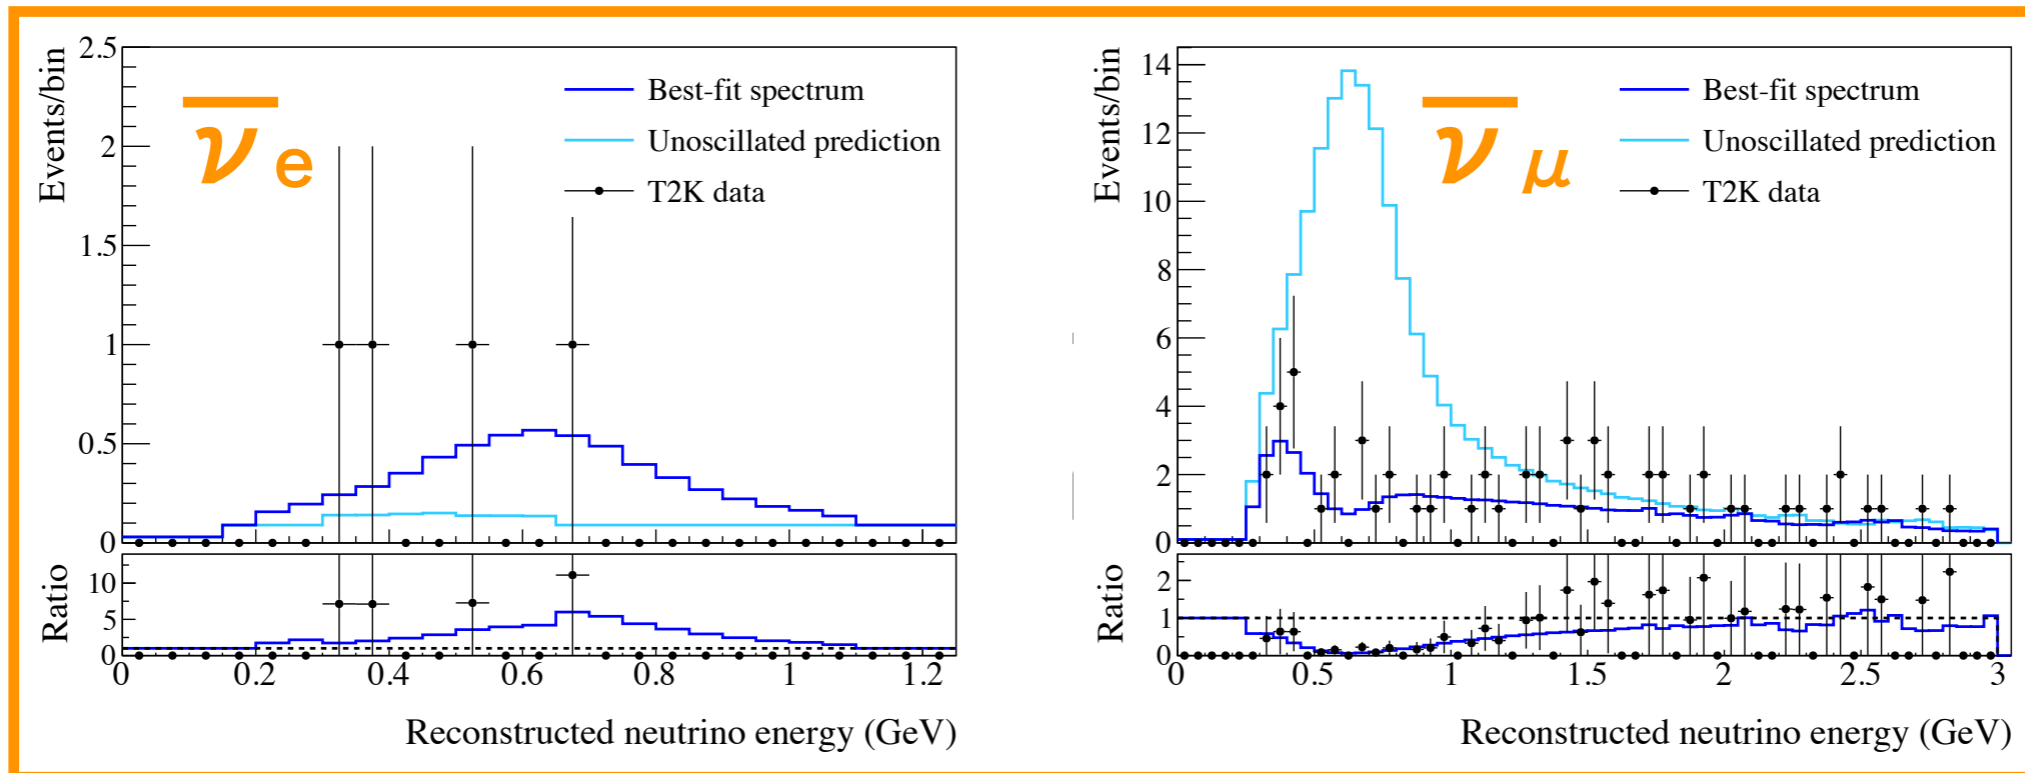 Events/bin
2.5
2
1.5
1
0.5
0
ν̅ e
Best-fit spectrum
Unoscillated prediction
T2K data
Ratio
10
5
0
0 0.2 0.4 0.6 0.8 1 1.2
Reconstructed neutrino energy (GeV)
Events/bin
14
12
10
8
6
4
2
0
ν̅ μ
Best-fit spectrum
Unoscillated prediction
T2K data
Ratio
2
1
0
0 0.5 1 1.5 2 2.5 3
Reconstructed neutrino energy (GeV)